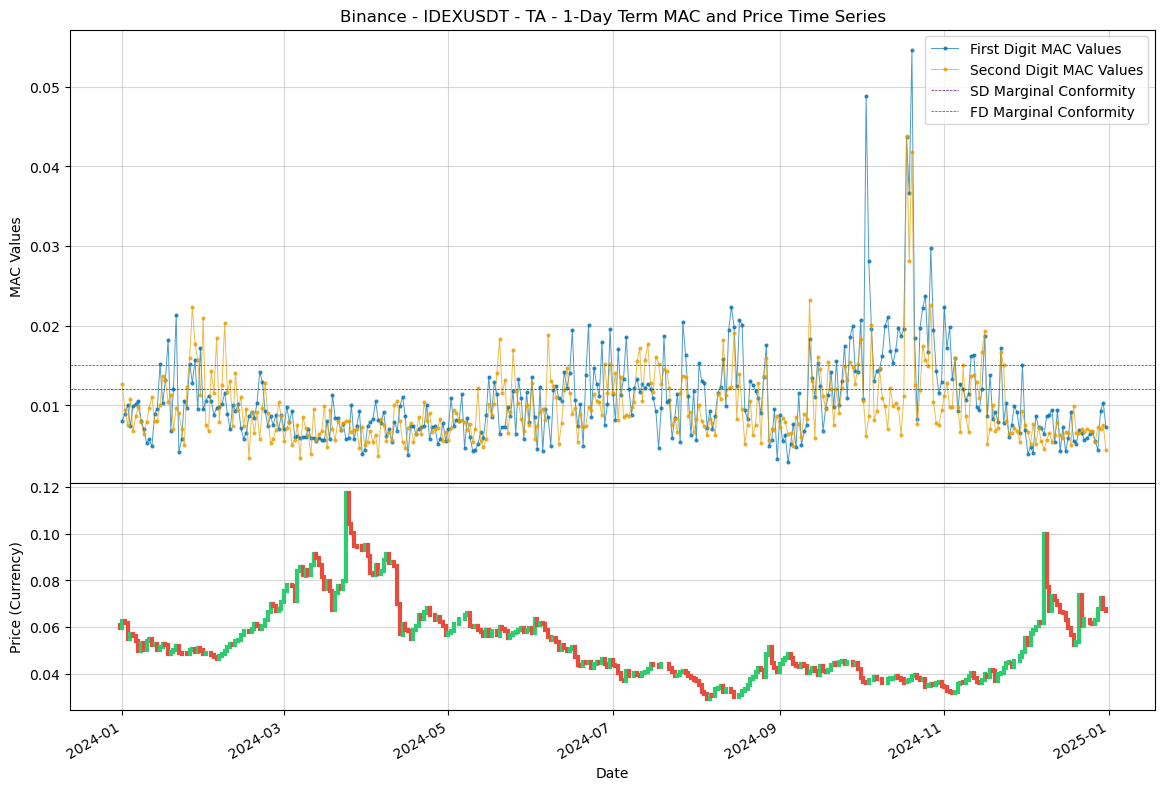 Binance - IDEXUSDT - TA - 1-Day Term MAC and Price Time Series
First Digit MAC Values
Second Digit MAC Values
SD Marginal Conformity
FD Marginal Conformity
MAC Values
0.05
0.04
0.03
0.02
0.01
Price (Currency)
0.12
0.10
0.08
0.06
0.04
2024-01
2024-03
2024-05
2024-07
2024-09
2024-11
2025-01
Date